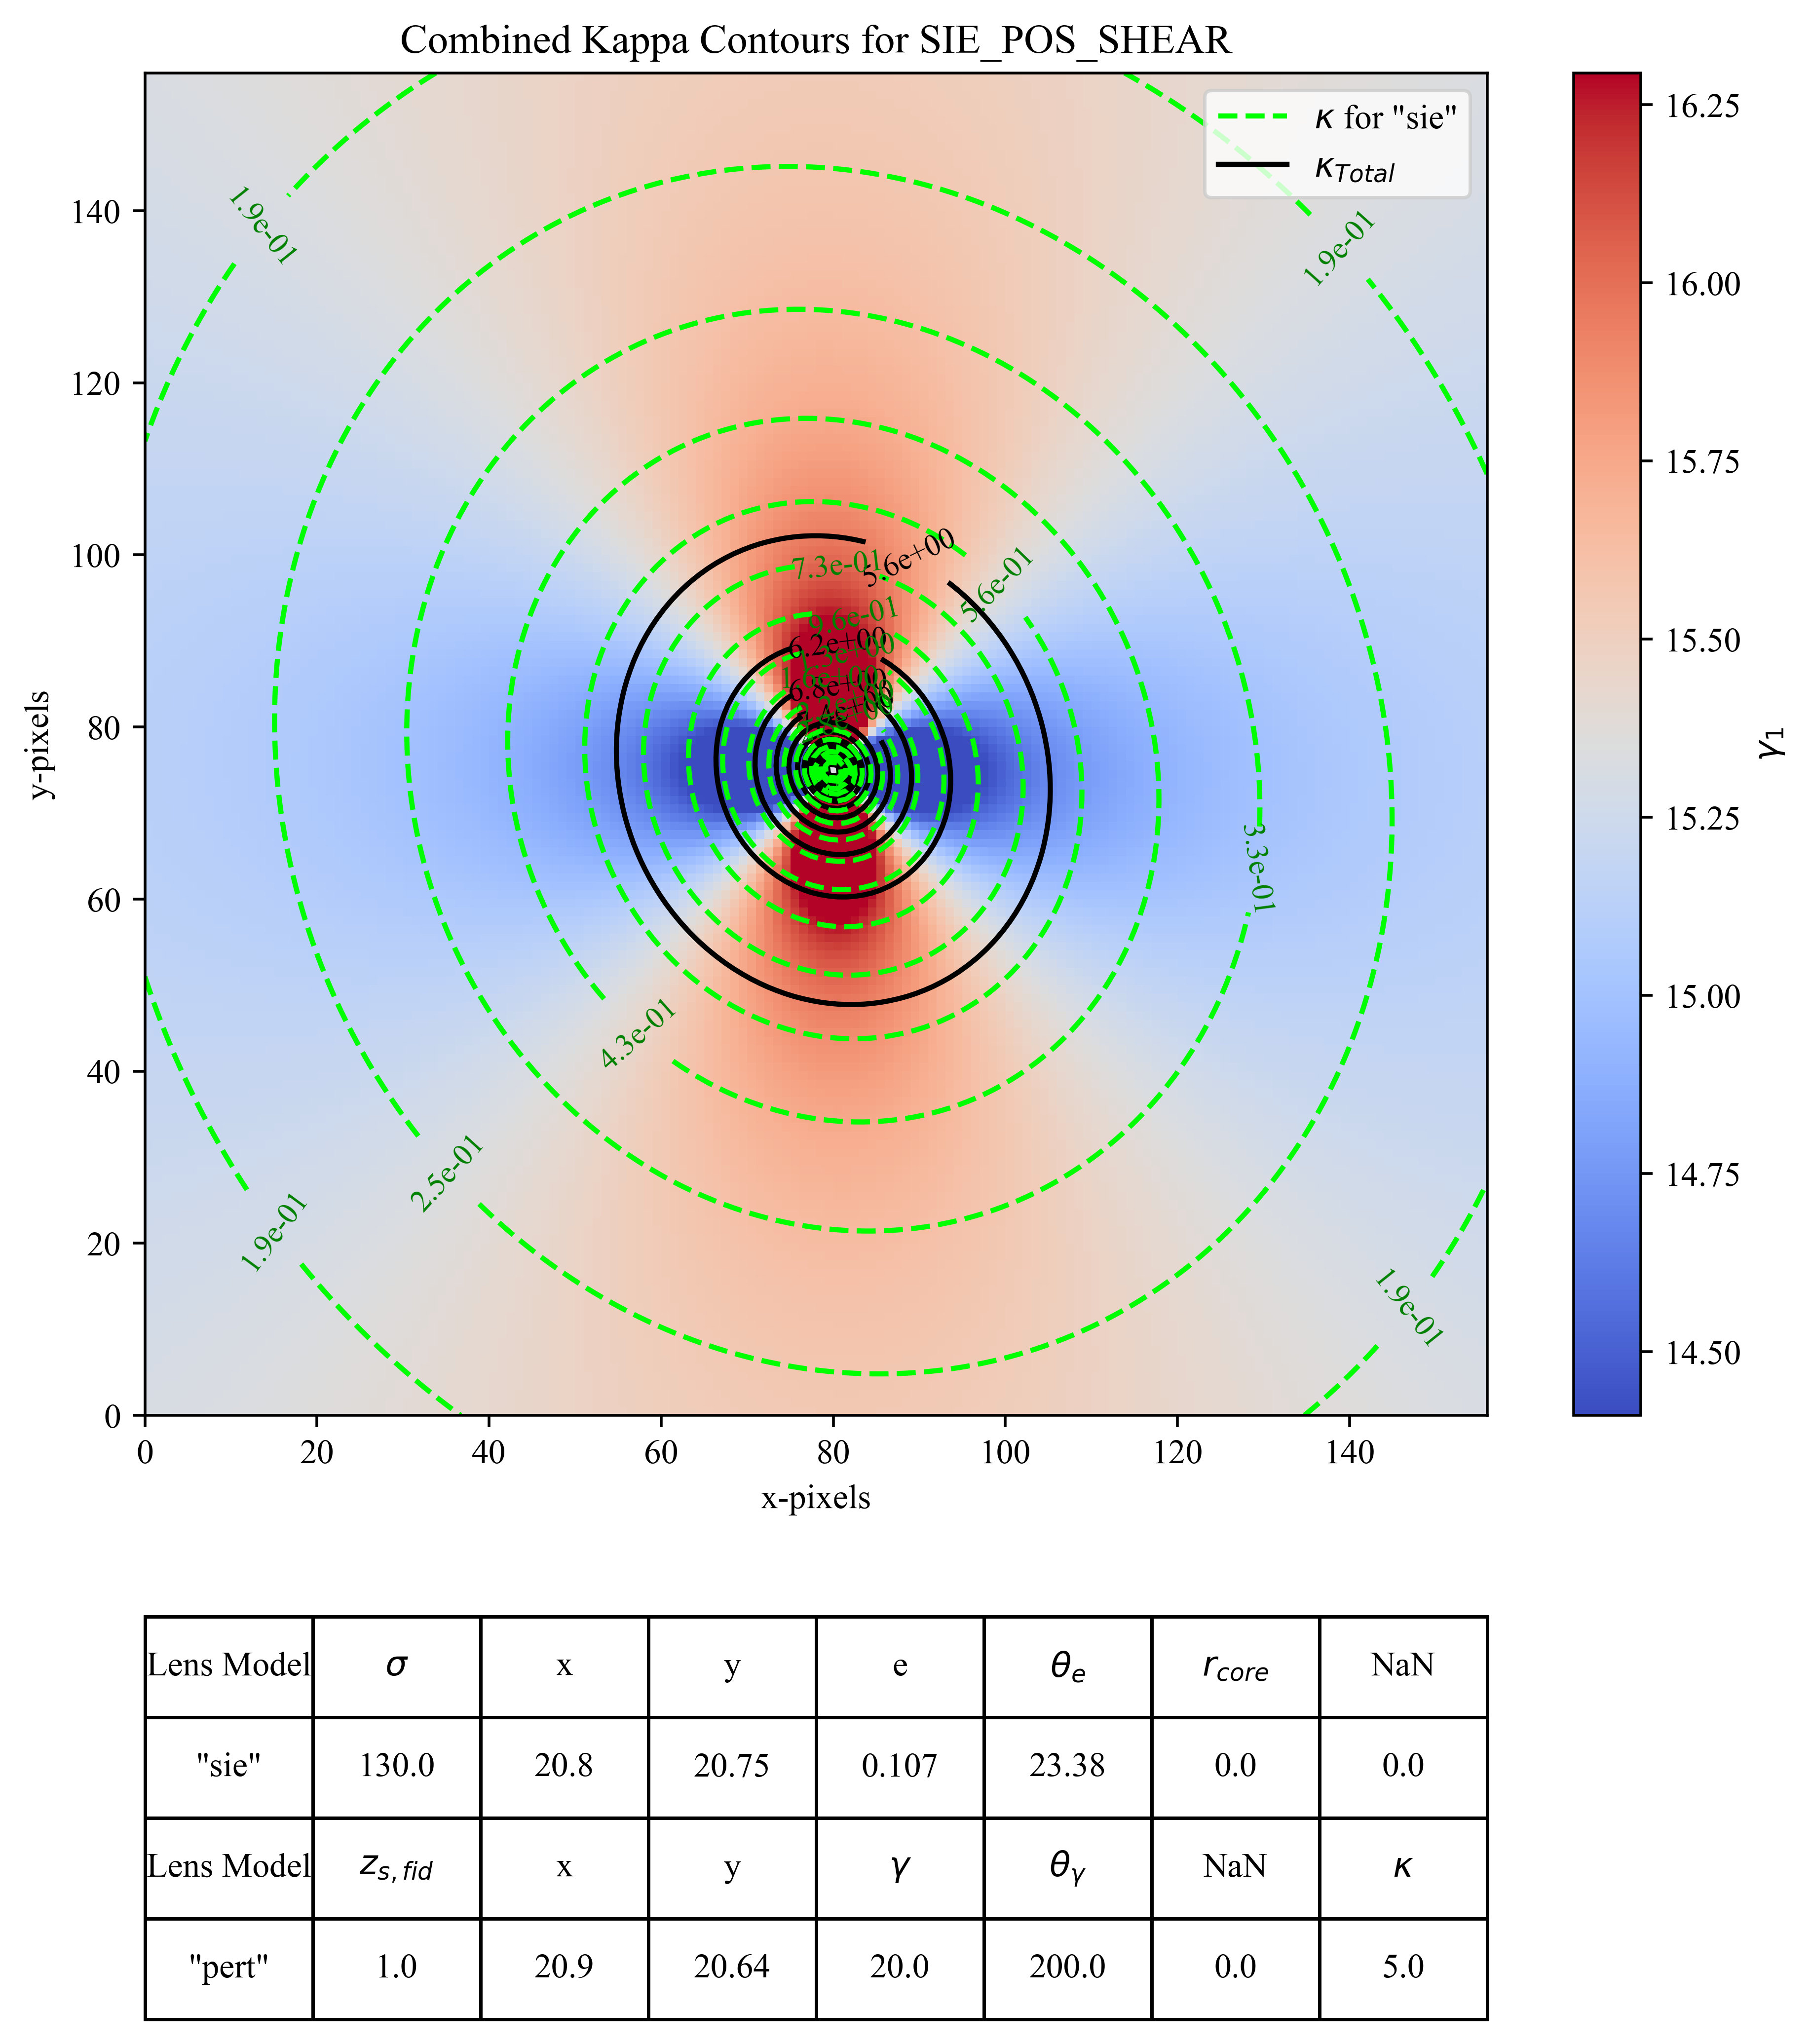 Combined Kappa Contours for SIE_POS_SHEAR
κ for "sie"
κ_Total
1.9e-01
1.9e-01
5.6e+00
7.3e-01
5.6e-01
9.6e-01
6.2e+00
6.8e+00
3.3e-01
4.3e-01
2.5e-01
1.9e-01
1.9e-01
140
120
100
80
60
40
20
0
y-pixels
0 20 40 60 80 100 120 140
x-pixels
16.25
16.00
15.75
15.50
15.25
15.00
14.75
14.50
γ₁
Lens Model σ x y e θ_e r_core NaN
"sie" 130.0 20.8 20.75 0.107 23.38 0.0 0.0
Lens Model z_s,fid x y γ θ_γ NaN κ
"pert" 1.0 20.9 20.64 20.0 200.0 0.0 5.0